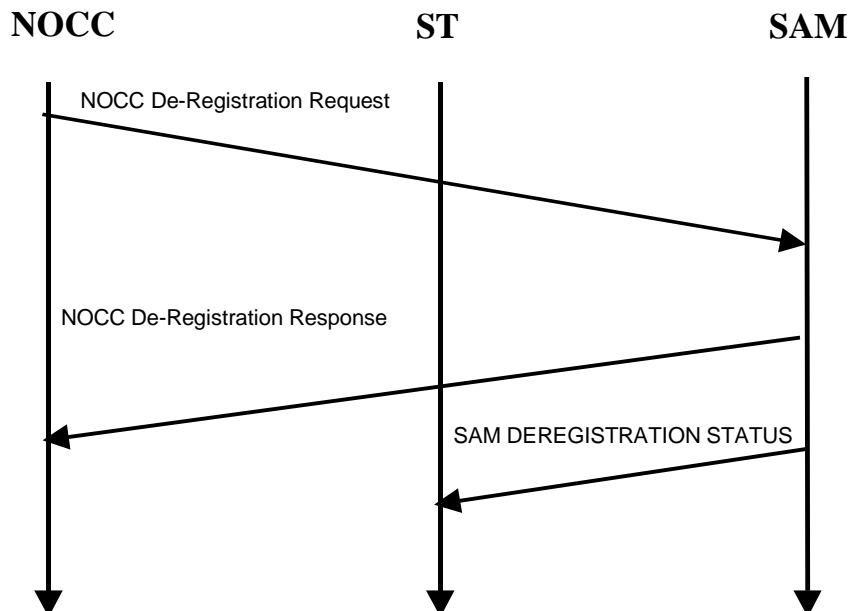 NOCC ST SAM
NOCC De-Registration Request
NOCC De-Registration Response
SAM DEREGISTRATION STATUS